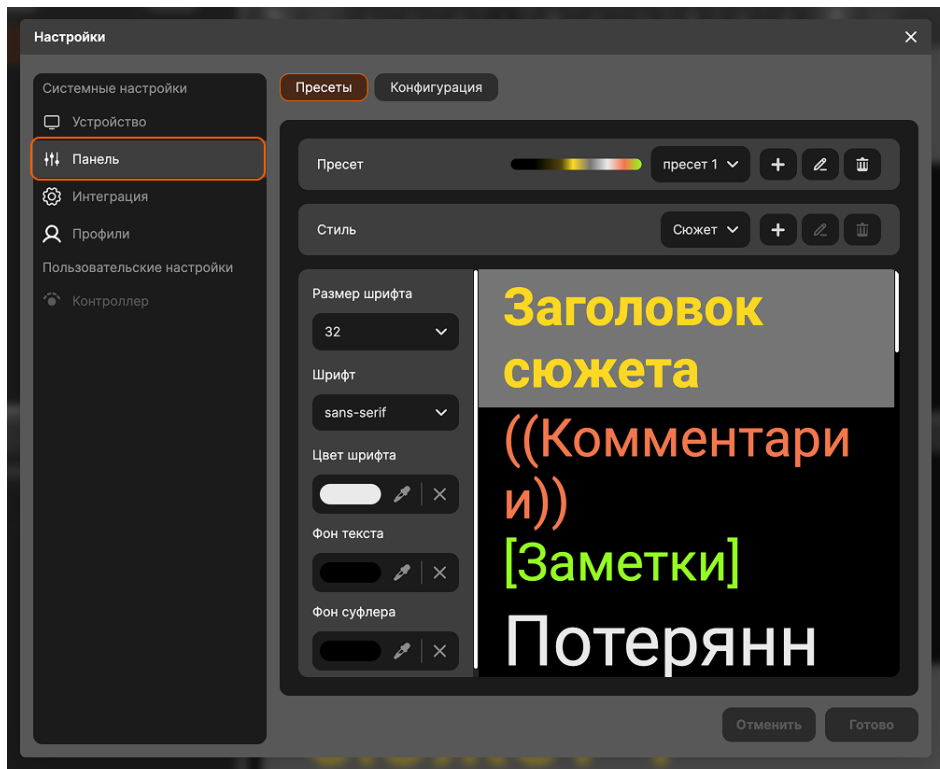 Настройки
Системные настройки
Устройство
Панель
Интеграция
Профили
Пользовательские настройки
Контроллер
Пресеты
Конфигурация
Пресет
пресет 1
Стиль
Сюжет
Размер шрифта
32
Шрифт
sans-serif
Цвет шрифта
Фон текста
Фон суфлера
Заголовок
сюжета
((Комментари
и))
[Заметки]
Потерянн
Отменить
Готово